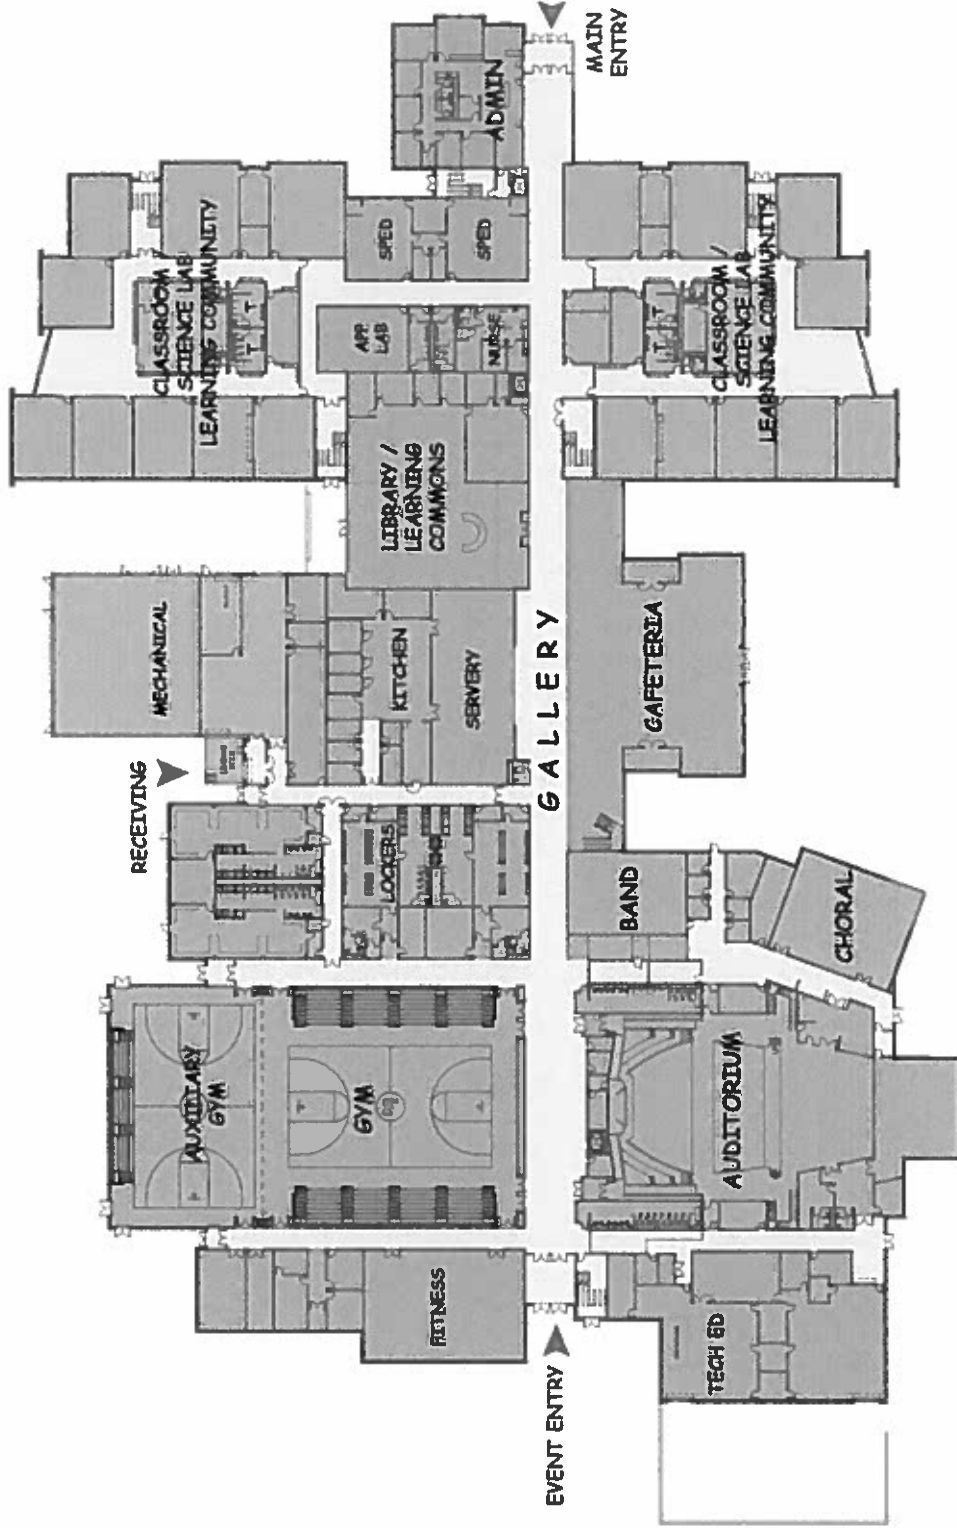 MAIN
ENTRY
ADMIN
CLASSROOM /
SCIENCE LAB
LEARNING COMMUNITY
SPED
SPED
CLASSROOM /
SCIENCE LAB
LEARNING COMMUNITY
T
T
T
T
APP.
LAB
NURSE
LIBRARY /
LEARNING
COMMONS
MECHANICAL
KITCHEN
SERVERY
GALLERY
CAFETERIA
RECEIVING
LOCKERS
BAND
CHORAL
AUXILIARY
GYM
GYM
AUDITORIUM
FITNESS
TECH ED
EVENT ENTRY